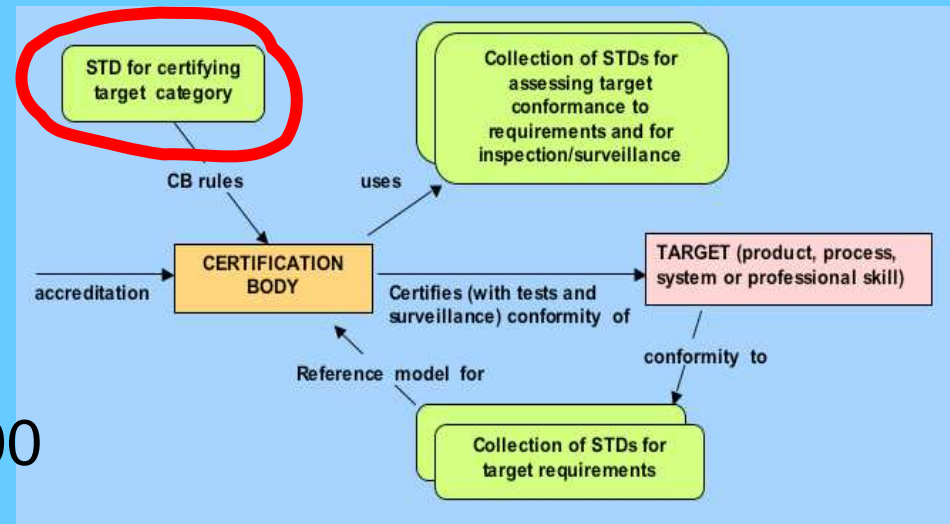 STD for certifying
target category
Collection of STDs for
assessing target
conformance to
requirements and for
inspection/surveillance
CB rules
uses
accreditation
CERTIFICATION
BODY
Certifies (with tests and
surveillance) conformity of
TARGET (product, process,
system or professional skill)
conformity to
Reference model for
Collection of STDs for
target requirements
00